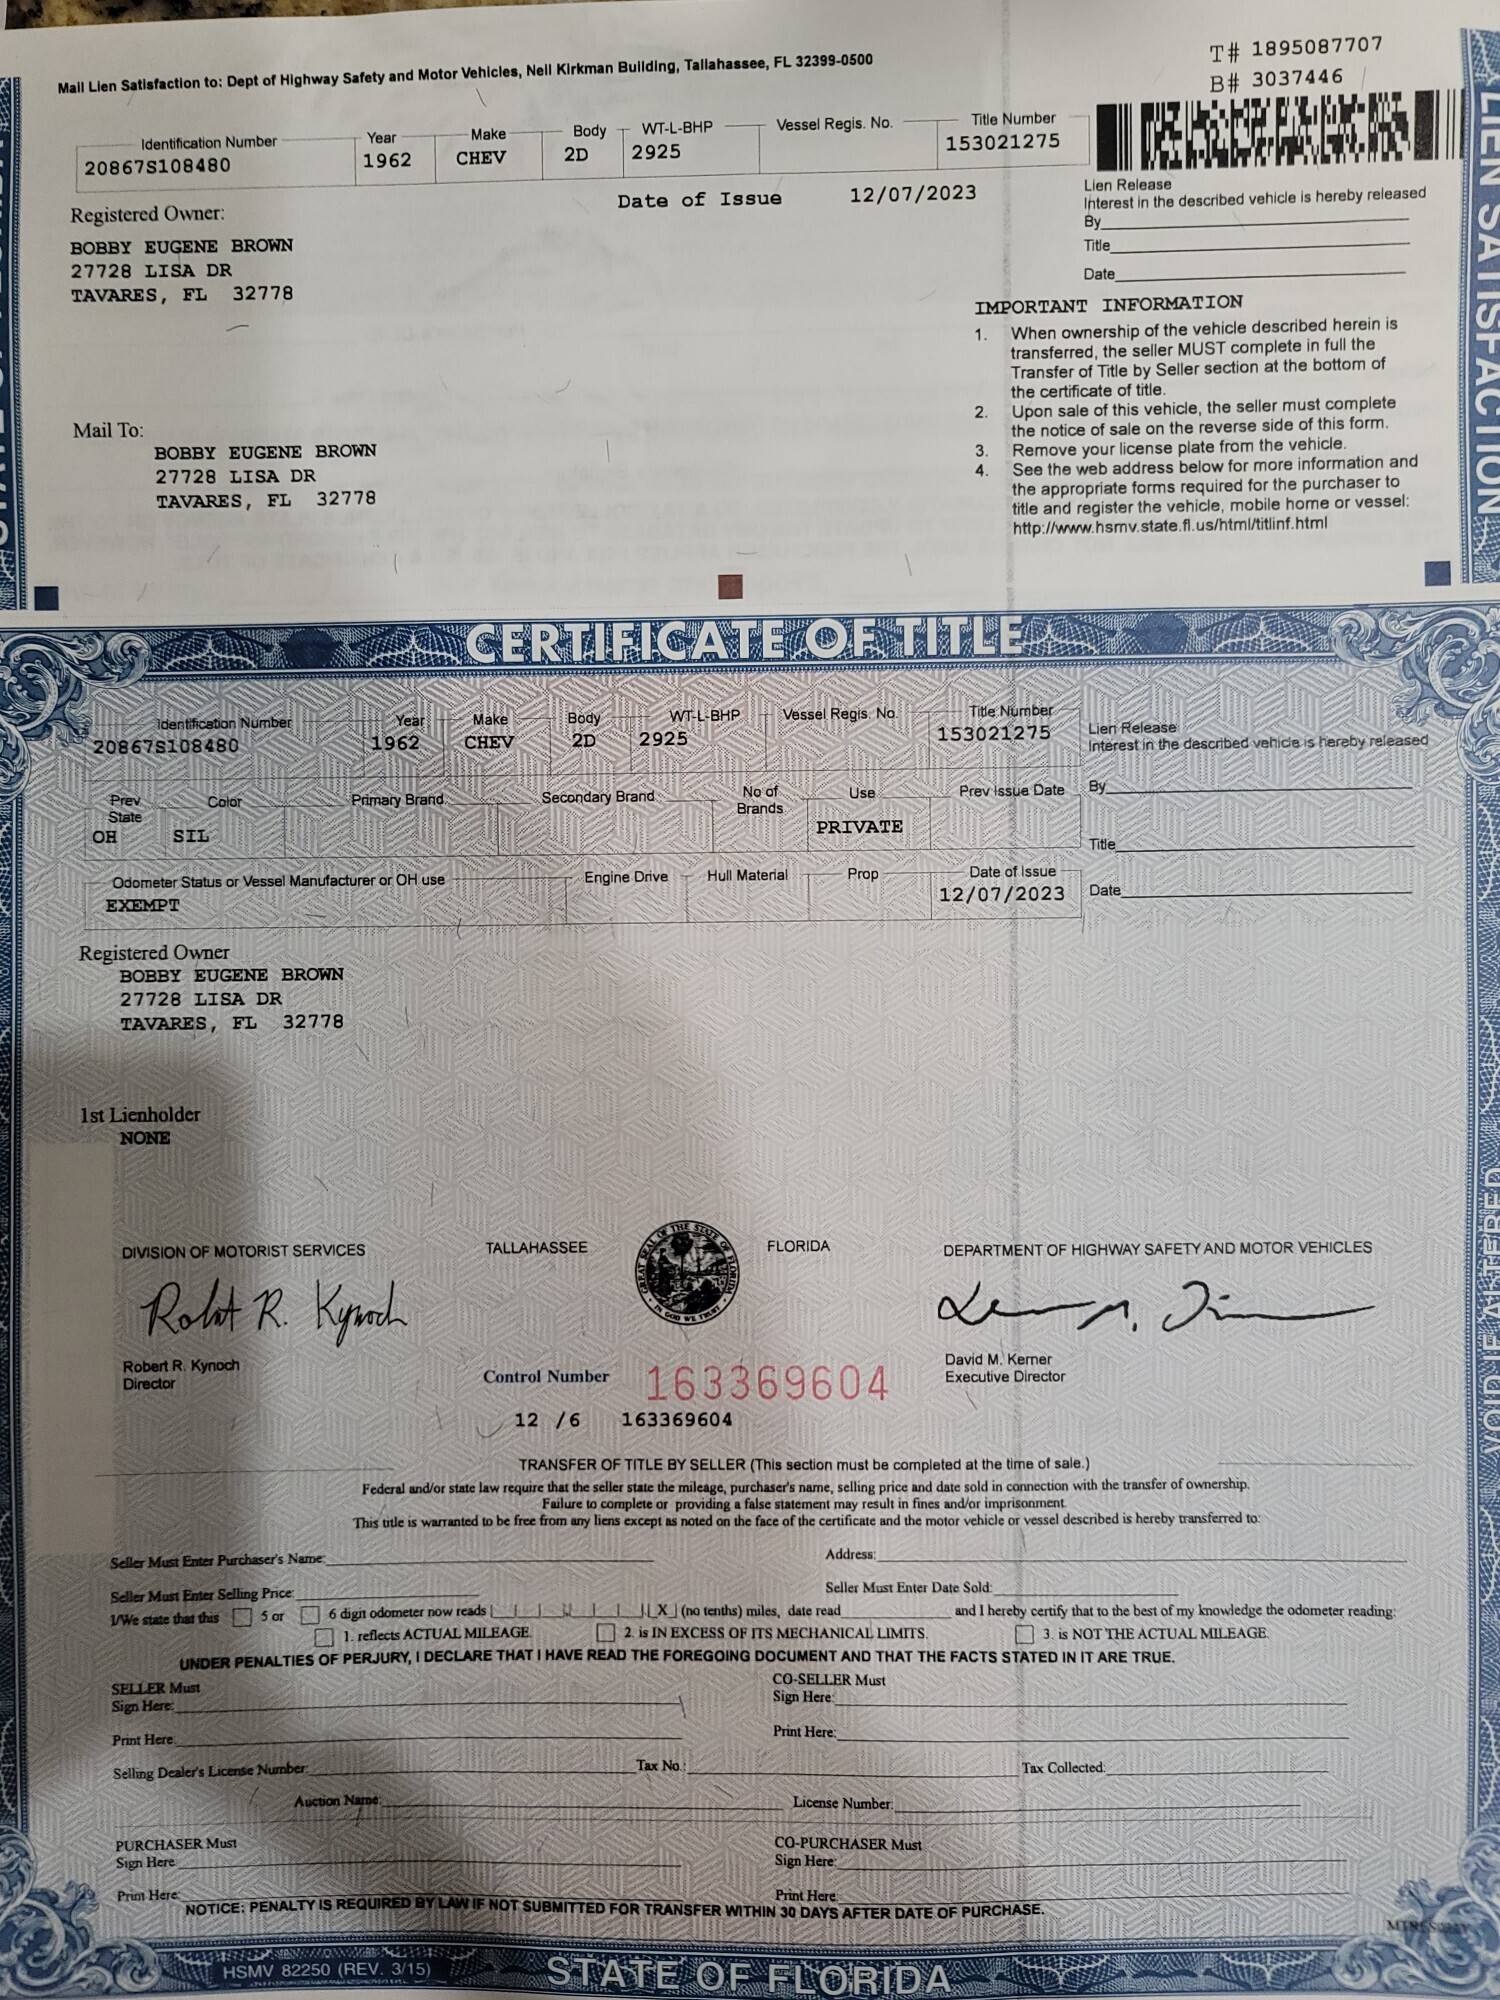 T# 1895087707
Mail Lien Satisfaction to: Dept of Highway Safety and Motor Vehicles, Neil Kirkman Building, Tallahassee, FL 32399-0500
B# 3037446
Identification Number Year Make Body WT-L-BHP Vessel Regis. No. Title Number
20867S108480 1962 CHEV 2D 2925 153021275
Date of Issue 12/07/2023
Lien Release
Interest in the described vehicle is hereby released
By
Title
Date
Registered Owner:
BOBBY EUGENE BROWN
27728 LISA DR
TAVARES, FL 32778
IMPORTANT INFORMATION
1. When ownership of the vehicle described herein is
transferred, the seller MUST complete in full the
Transfer of Title by Seller section at the bottom of
the certificate of title.
2. Upon sale of this vehicle, the seller must complete
the notice of sale on the reverse side of this form.
3. Remove your license plate from the vehicle.
4. See the web address below for more information and
the appropriate forms required for the purchaser to
title and register the vehicle, mobile home or vessel:
http://www.hsmv.state.fl.us/html/titlinf.html
Mail To:
BOBBY EUGENE BROWN
27728 LISA DR
TAVARES, FL 32778
LIEN SATISFACTION
CERTIFICATE OF TITLE
Identification Number Year Make Body WT-L-BHP Vessel Regis. No. Title Number
20867S108480 1962 CHEV 2D 2925 153021275
Lien Release
Interest in the described vehicle is hereby released
By
Title
Date
Prev State Color Primary Brand Secondary Brand No of Brands Use Prev Issue Date
OH SIL PRIVATE
Odometer Status or Vessel Manufacturer or OH use Engine Drive Hull Material Prop Date of Issue
EXEMPT 12/07/2023
Registered Owner
BOBBY EUGENE BROWN
27728 LISA DR
TAVARES, FL 32778
1st Lienholder
NONE
DIVISION OF MOTORIST SERVICES TALLAHASSEE FLORIDA DEPARTMENT OF HIGHWAY SAFETY AND MOTOR VEHICLES
GREAT SEAL OF THE STATE OF FLORIDA
IN GOD WE TRUST
Robert R. Kynoch
Robert R. Kynoch
Director
David M. Kerner
Executive Director
Control Number 163369604
12 /6 163369604
TRANSFER OF TITLE BY SELLER (This section must be completed at the time of sale.)
Federal and/or state law require that the seller state the mileage, purchaser's name, selling price and date sold in connection with the transfer of ownership.
Failure to complete or providing a false statement may result in fines and/or imprisonment.
This title is warranted to be free from any liens except as noted on the face of the certificate and the motor vehicle or vessel described is hereby transferred to:
Seller Must Enter Purchaser's Name: Address:
Seller Must Enter Selling Price: Seller Must Enter Date Sold:
I/We state that this 5 or 6 digit odometer now reads X (no tenths) miles, date read and I hereby certify that to the best of my knowledge the odometer reading:
1. reflects ACTUAL MILEAGE. 2. is IN EXCESS OF ITS MECHANICAL LIMITS. 3. is NOT THE ACTUAL MILEAGE.
UNDER PENALTIES OF PERJURY, I DECLARE THAT I HAVE READ THE FOREGOING DOCUMENT AND THAT THE FACTS STATED IN IT ARE TRUE.
SELLER Must Sign Here: CO-SELLER Must Sign Here:
Print Here: Print Here:
Selling Dealer's License Number: Tax No.: Tax Collected:
Auction Name: License Number:
PURCHASER Must Sign Here: CO-PURCHASER Must Sign Here:
Print Here: Print Here:
NOTICE: PENALTY IS REQUIRED BY LAW IF NOT SUBMITTED FOR TRANSFER WITHIN 30 DAYS AFTER DATE OF PURCHASE.
HSMV 82250 (REV. 3/15) STATE OF FLORIDA
VOID IF ALTERED